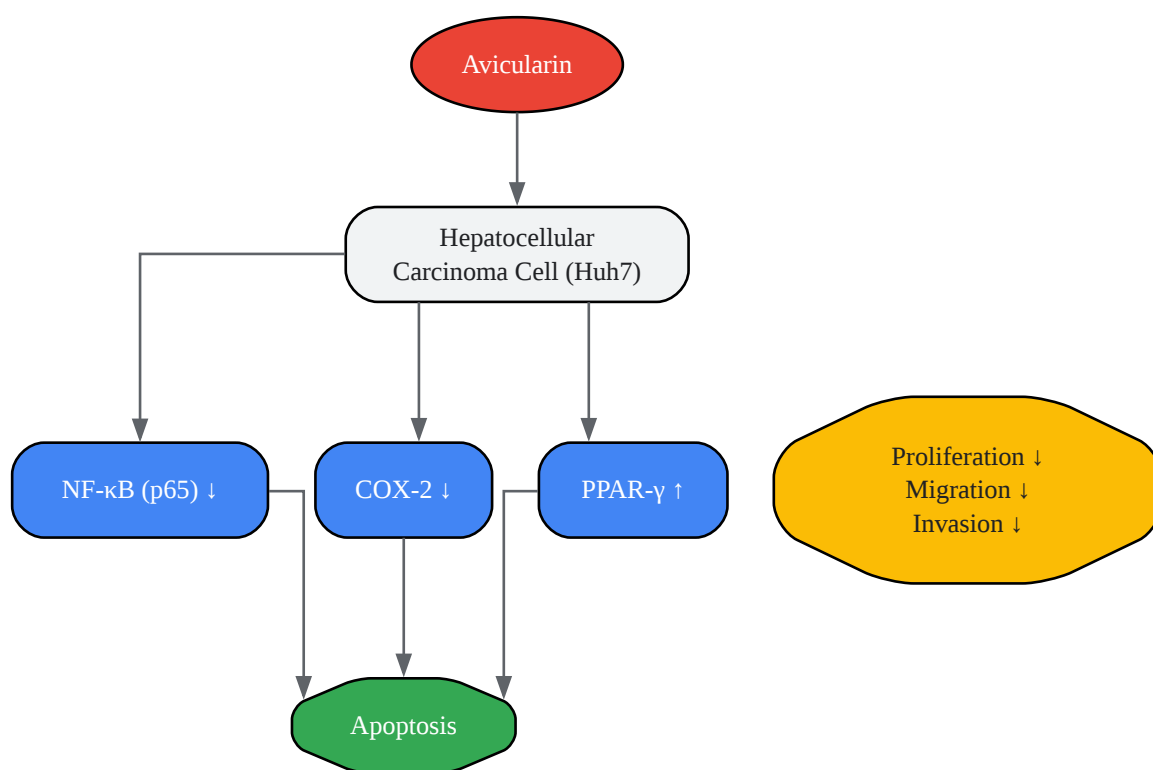 Avicularin
Hepatocellular
Carcinoma Cell (Huh7)
NF-κB (p65) ↓
COX-2 ↓
PPAR-γ ↑
Proliferation ↓
Migration ↓
Invasion ↓
Apoptosis